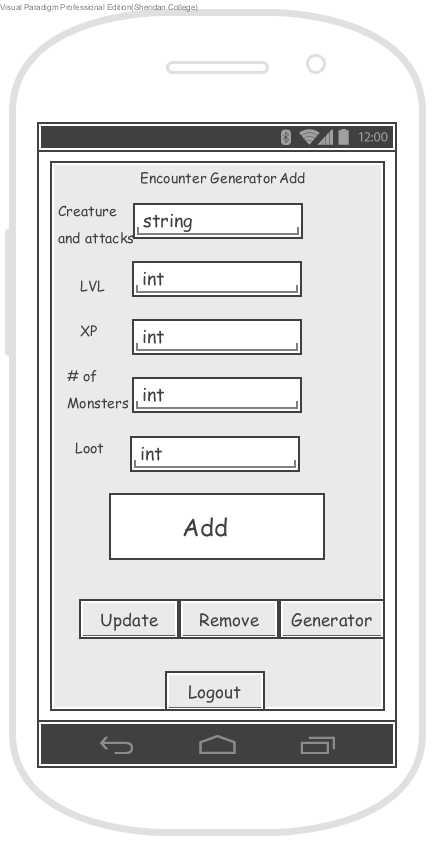 Visual Paradigm Professional Edition(Sheridan College)
12:00
Encounter Generator Add
Creature
and attacks
string
LVL
int
XP
int
# of
Monsters
int
Loot
int
Add
Update Remove Generator
Logout